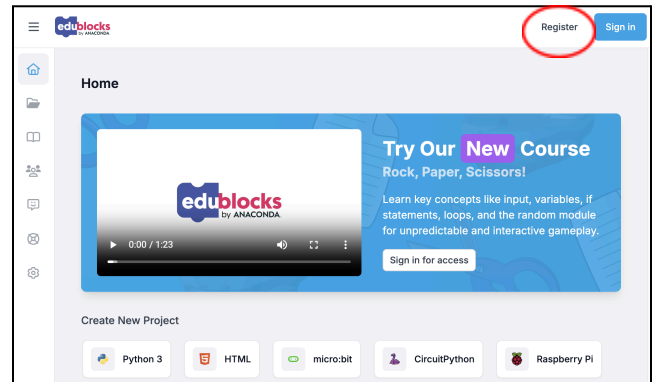 edublocks
by ANACONDA
Register
Sign in
Home
edublocks
by ANACONDA.
0:00 / 1:23
Try Our New Course
Rock, Paper, Scissors!
Learn key concepts like input, variables, if
statements, loops, and the random module
for unpredictable and interactive gameplay.
Sign in for access
Create New Project
Python 3
HTML
micro:bit
CircuitPython
Raspberry Pi